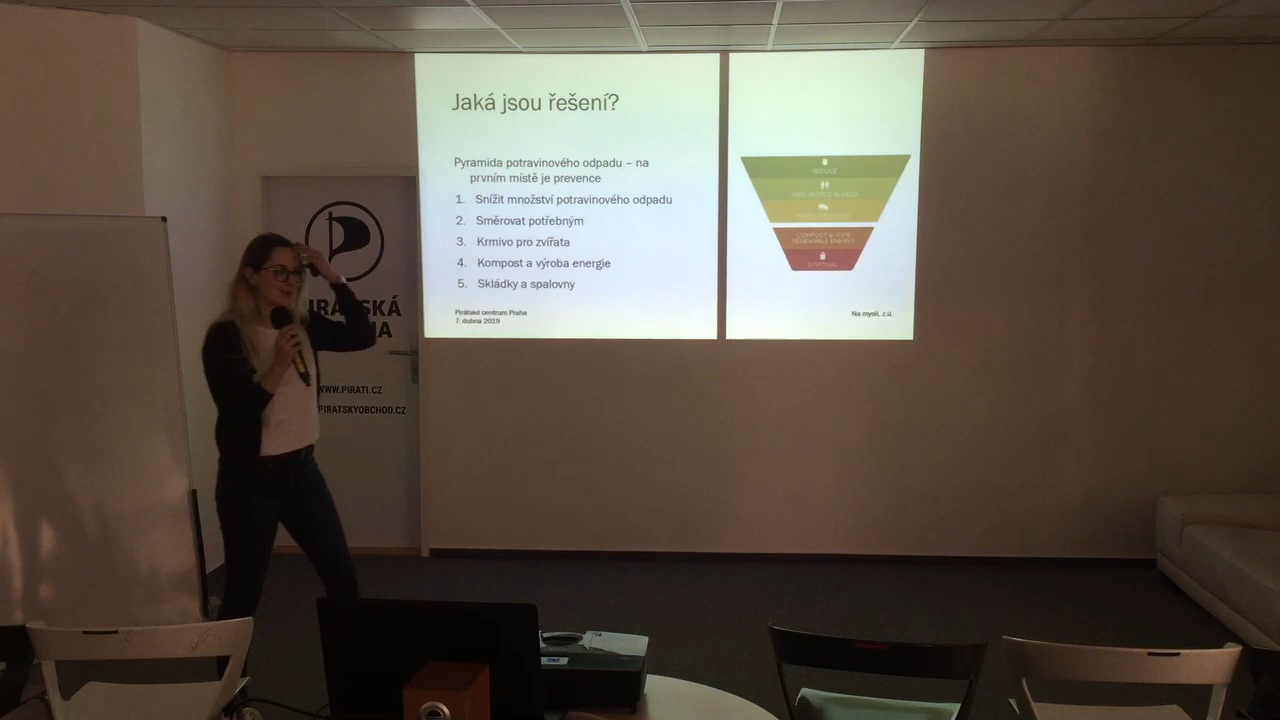 Jaká jsou řešení?
Pyramida potravinového odpadu – na
prvním místě je prevence
1. Snížit množství potravinového odpadu
2. Směrovat potřebným
3. Krmivo pro zvířata
4. Kompost a výroba energie
5. Skládky a spalovny
Pirátské centrum Praha
7. dubna 2019
REDUCE
FEED PEOPLE IN NEED
COMPOST & 100%
RENEWABLE ENERGY
DISPOSAL
Na mysli, z.ú.
WWW.PIRATI.CZ
PIRATSKYOBCHOD.CZ